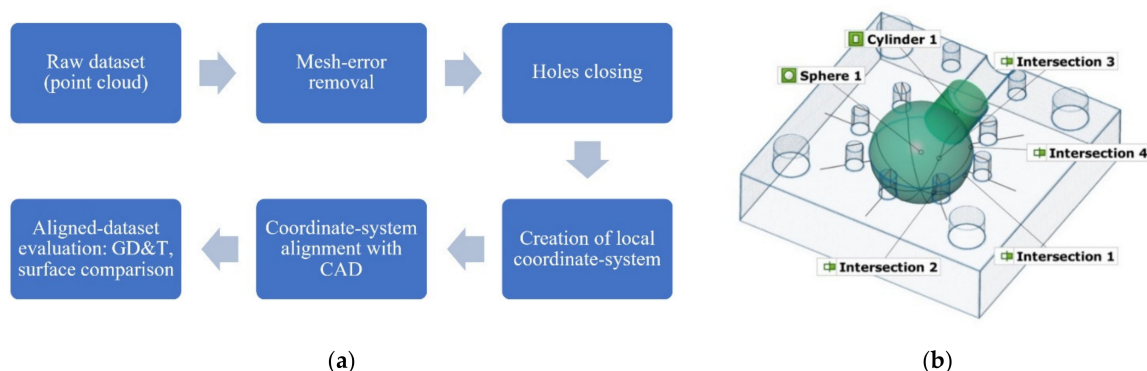 Raw dataset
(point cloud)
Mesh-error
removal
Holes closing
Creation of local
coordinate-system
Coordinate-system
alignment with
CAD
Aligned-dataset
evaluation: GD&T,
surface comparison
(a)
Cylinder 1
Sphere 1
Intersection 3
Intersection 4
Intersection 2
Intersection 1
(b)